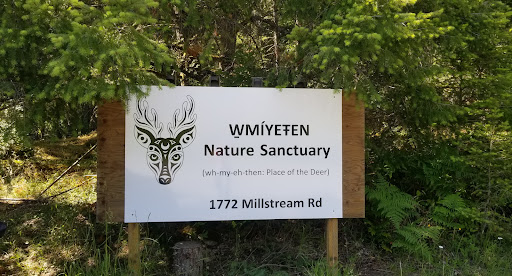 W̱MÍYEŦEN
Nature Sanctuary
(wh-my-eh-then: Place of the Deer)
1772 Millstream Rd